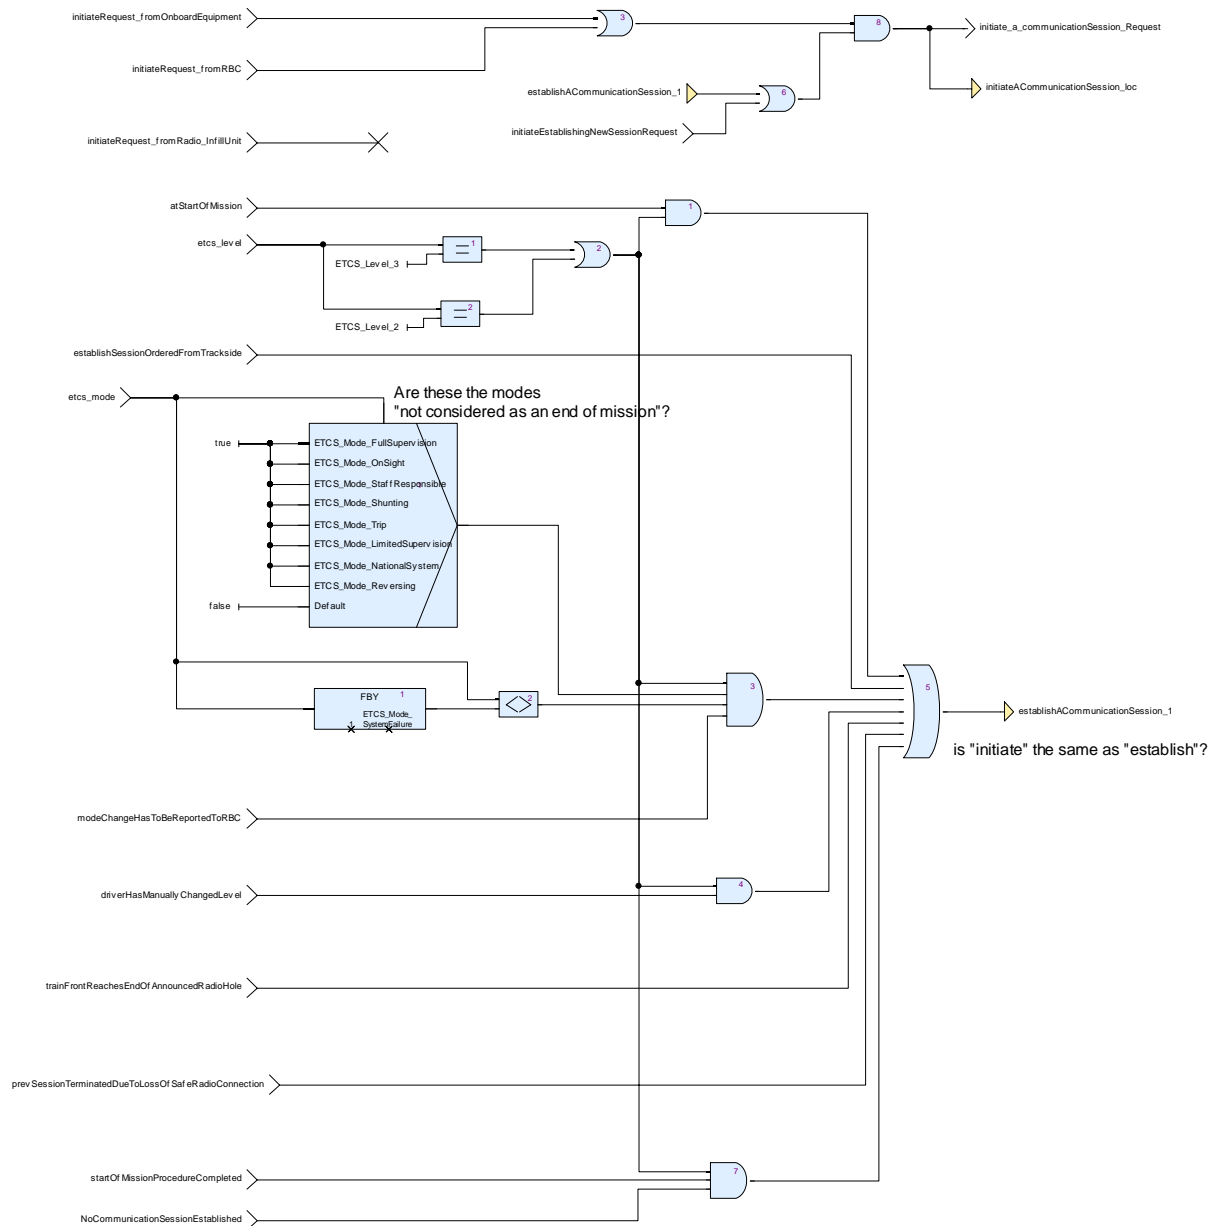 initiateRequest_fromOnboardEquipment
3
8
initiate_a_communicationSession_Request
initiateRequest_fromRBC
establishACommunicationSession_1
6
initiateACommunicationSession_loc
initiateEstablishingNewSessionRequest
initiateRequest_fromRadio_InfillUnit
atStartOfMission
1
etcs_level
1
2
ETCS_Level_3
2
ETCS_Level_2
establishSessionOrderedFromTrackside
etcs_mode
Are these the modes
"not considered as an end of mission"?
true
ETCS_Mode_FullSupervision
ETCS_Mode_OnSight
ETCS_Mode_StaffResponsible
ETCS_Mode_Shunting
ETCS_Mode_Trip
ETCS_Mode_LimitedSupervision
ETCS_Mode_NationalSystem
ETCS_Mode_Reversing
false
Default
3
5
FBY
1
2
ETCS_Mode_
SystemFailure
1
establishACommunicationSession_1
is "initiate" the same as "establish"?
modeChangeHasToBeReportedToRBC
4
driverHasManuallyChangedLevel
trainFrontReachesEndOfAnnouncedRadioHole
prevSessionTerminatedDueToLossOfSafeRadioConnection
7
startOfMissionProcedureCompleted
NoCommunicationSessionEstablished